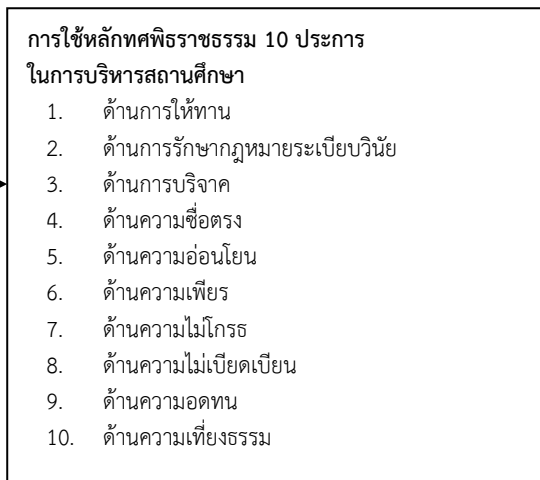 การใช้หลักทศพิธราชธรรม 10 ประการ
ในการบริหารสถานศึกษา
1. ด้านการให้ทาน
2. ด้านการรักษากฎหมายระเบียบวินัย
3. ด้านการบริจาค
4. ด้านความซื่อตรง
5. ด้านความอ่อนโยน
6. ด้านความเพียร
7. ด้านความไม่โกรธ
8. ด้านความไม่เบียดเบียน
9. ด้านความอดทน
10. ด้านความเที่ยงธรรม